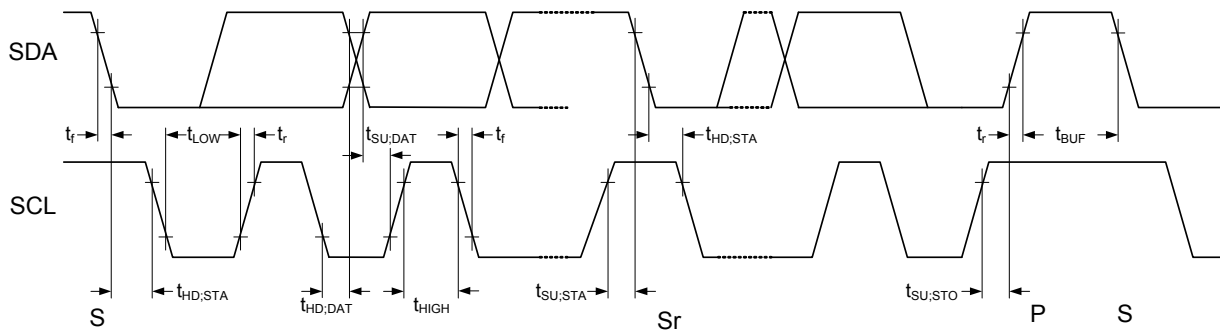 SDA
t_f
t_LOW
t_r
t_SU;DAT
t_f
t_HD;STA
t_r
t_BUF
SCL
t_HD;STA
t_HD;DAT
t_HIGH
t_SU;STA
t_SU;STO
S
Sr
P
S